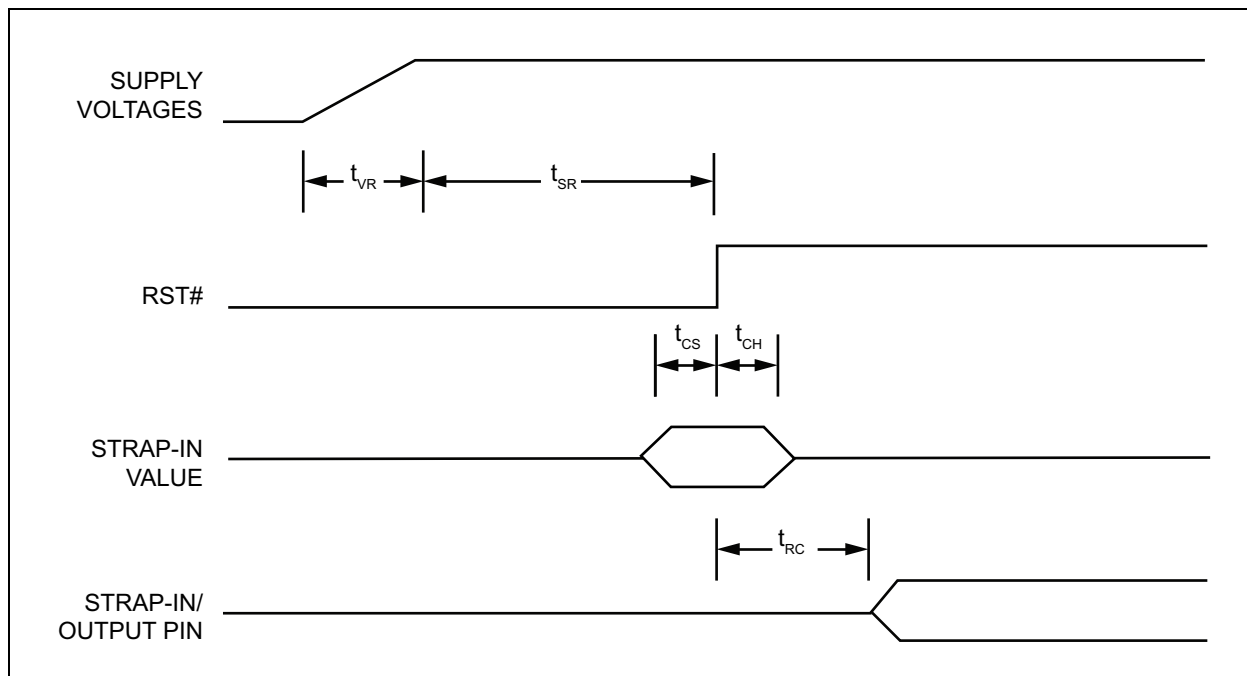 SUPPLY
VOLTAGES
tVR
tSR
RST#
tCS
tCH
STRAP-IN
VALUE
tRC
STRAP-IN/
OUTPUT PIN